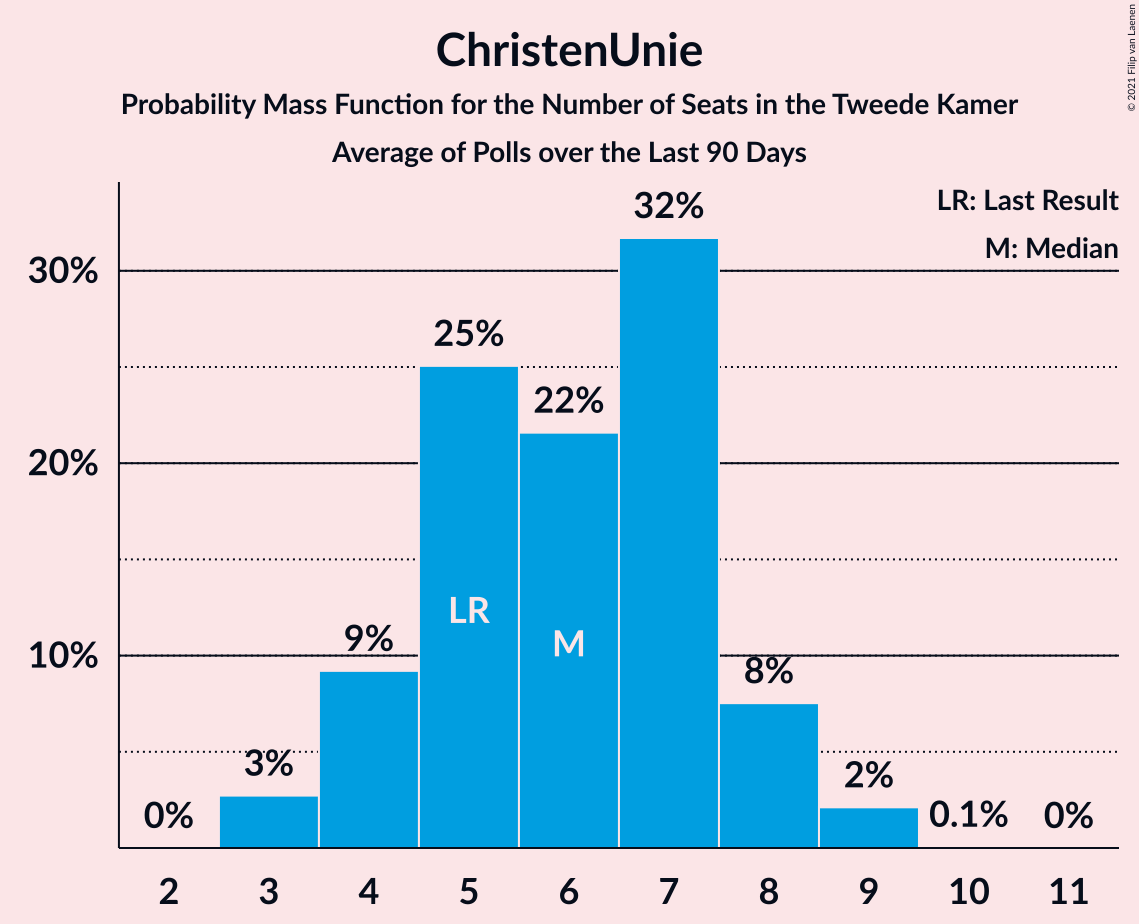 ChristenUnie
Probability Mass Function for the Number of Seats in the Tweede Kamer
Average of Polls over the Last 90 Days
© 2021 Filip van Laenen
LR: Last Result
M: Median
32%
30%
25%
22%
20%
LR
M
9%
10%
8%
3%
2%
0%
0.1%
0%
2 3 4 5 6 7 8 9 10 11